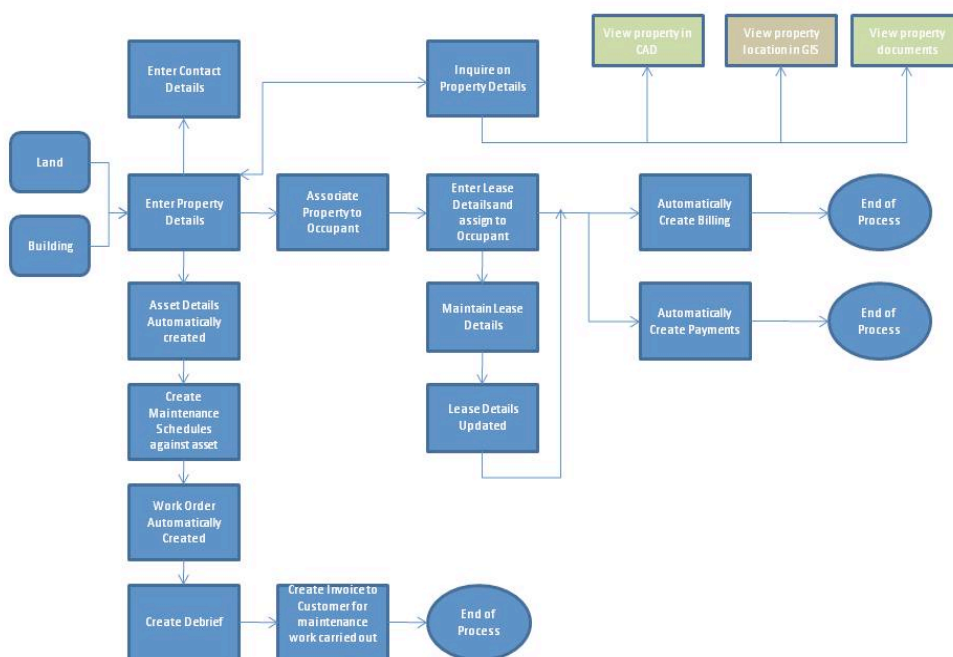 View property in
CAD
View property
location in GIS
View property
documents
Enter Contact
Details
Inquire on
Property Details
Land
Building
Enter Property
Details
Associate
Property to
Occupant
Enter Lease
Details and
assign to
Occupant
Automatically
Create Billing
End of
Process
Asset Details
Automatically
created
Maintain Lease
Details
Automatically
Create Payments
End of
Process
Create
Maintenance
Schedules
against asset
Lease Details
Updated
Work Order
Automatically
Created
Create Debrief
Create Invoice to
Customer for
maintenance
work carried out
End of
Process